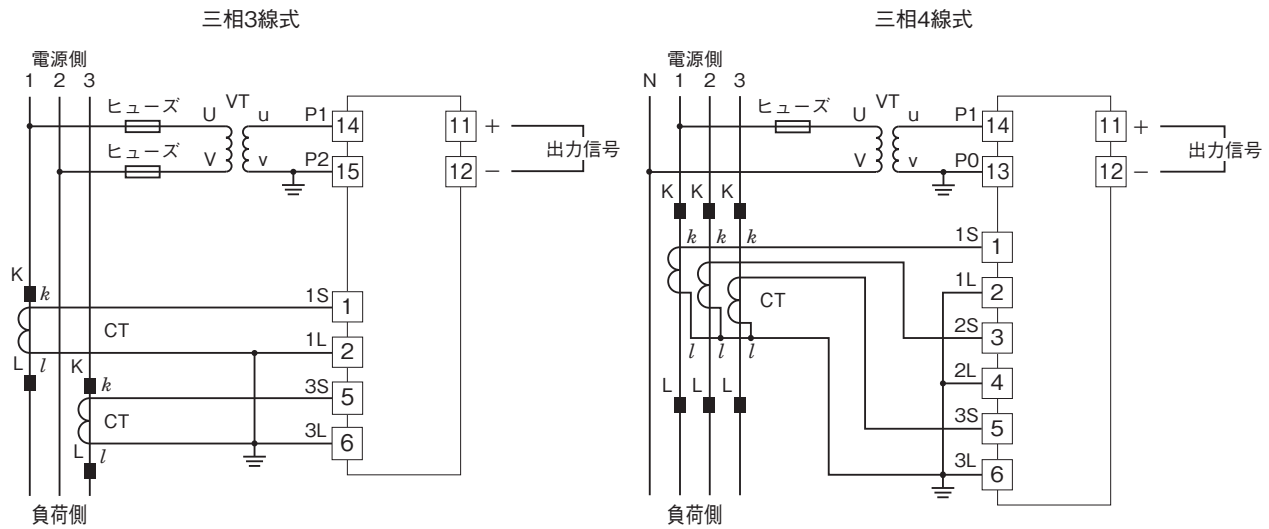 三相3線式
電源側
1 2 3
ヒューズ U VT u P1 14 11 +
ヒューズ V v P2 15 12 −
出力信号
K k 1S 1
CT
L l 1L 2
K k 3S 5
CT
L l 3L 6
負荷側
三相4線式
電源側
N 1 2 3
ヒューズ U VT u P1 14 11 +
V v P0 13 12 −
出力信号
K K K
k k k 1S 1
1L 2
CT
2S 3
l l l
2L 4
L L L
3S 5
3L 6
負荷側